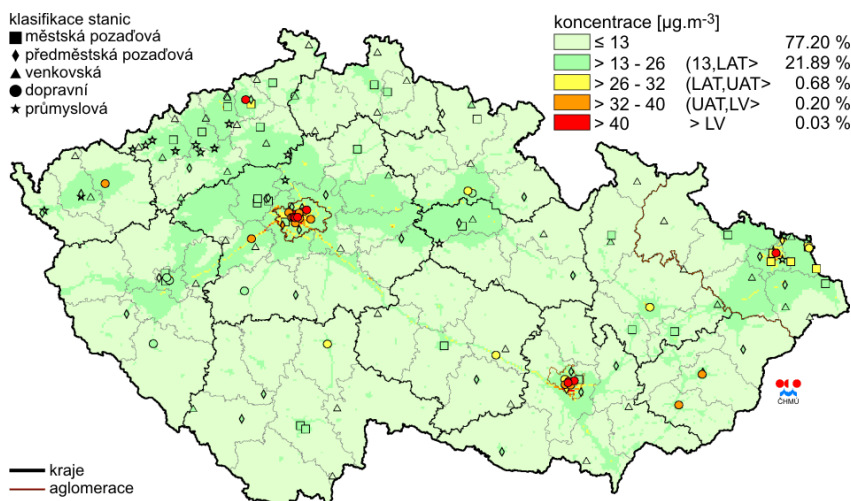 klasifikace stanic
městská pozaďová
předměstská pozaďová
venkovská
dopravní
průmyslová
koncentrace [µg.m⁻³]
≤ 13 77.20 %
> 13 - 26 (13,LAT> 21.89 %
> 26 - 32 (LAT,UAT> 0.68 %
> 32 - 40 (UAT,LV> 0.20 %
> 40 > LV 0.03 %
ČHMÚ
kraje
aglomerace